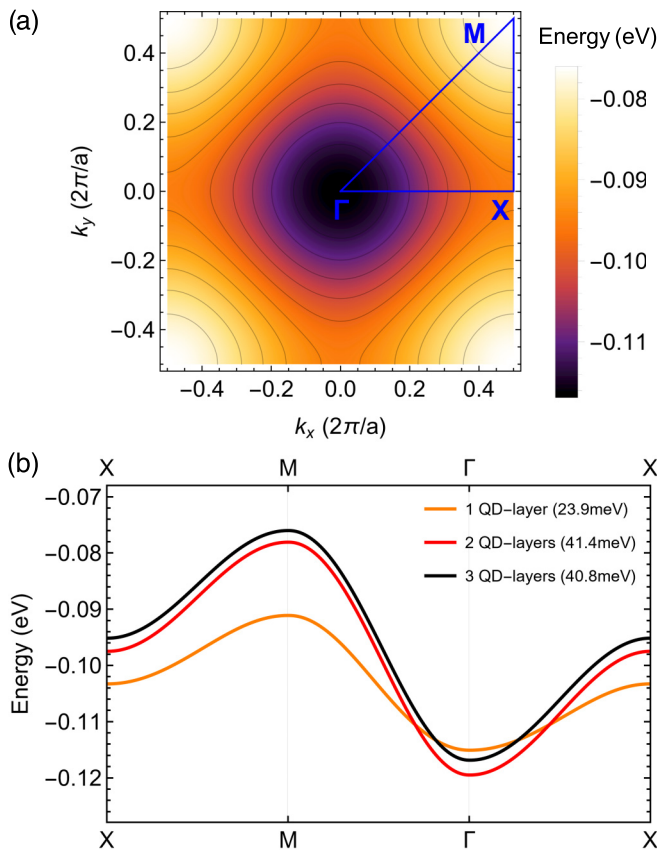 (a)
Energy (eV)
M
Γ
X
0.4
0.2
0.0
−0.2
−0.4
k_y (2π/a)
−0.4 −0.2 0.0 0.2 0.4
k_x (2π/a)
−0.08
−0.09
−0.10
−0.11
(b)
X M Γ X
−0.07
−0.08
−0.09
−0.10
−0.11
−0.12
Energy (eV)
1 QD−layer (23.9meV)
2 QD−layers (41.4meV)
3 QD−layers (40.8meV)
X M Γ X